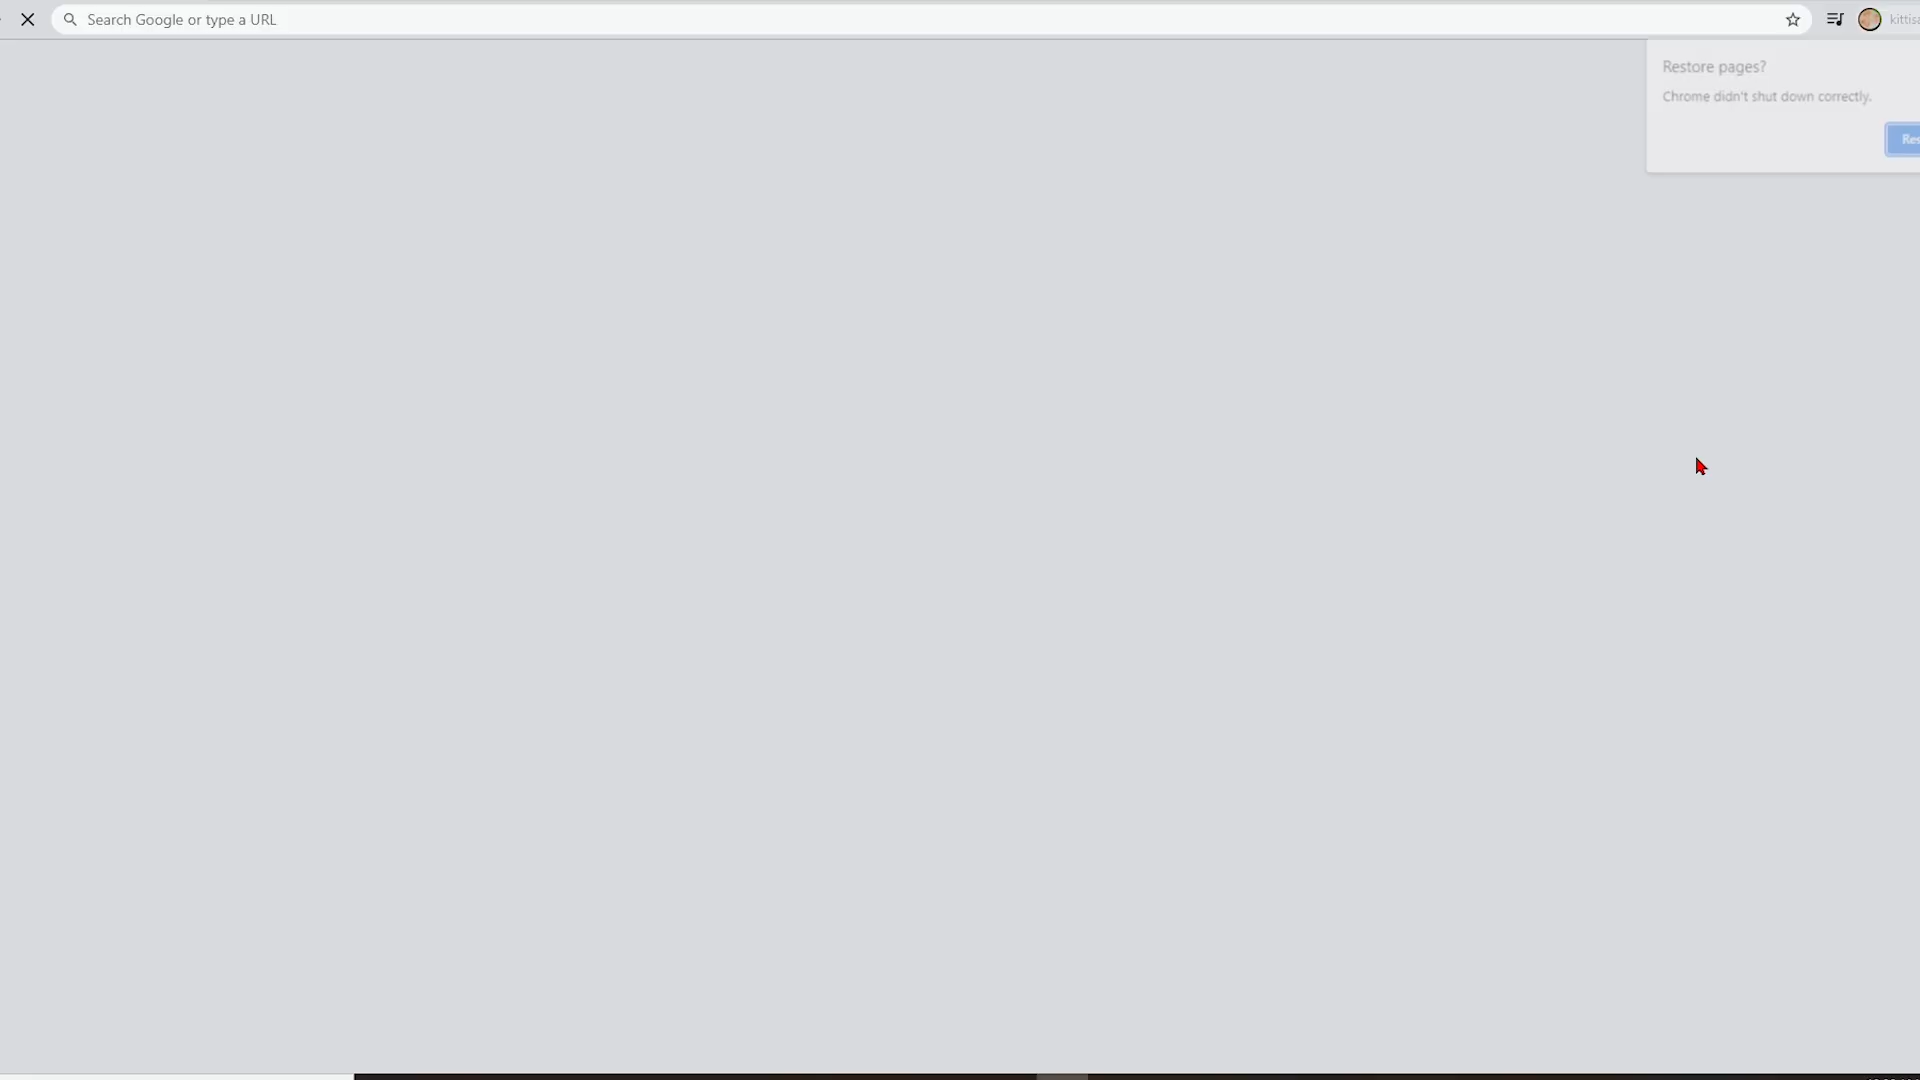 Search Google or type a URL
Restore pages?
Chrome didn't shut down correctly.